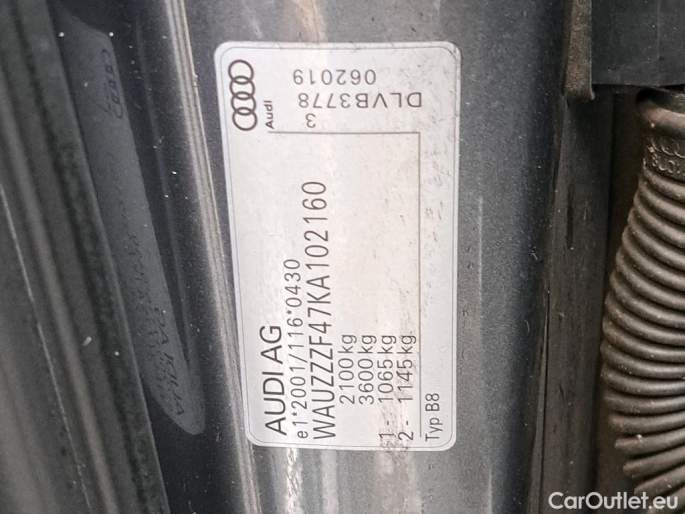 AUDI AG
e1*2001/116*0430
WAUZZZF47KA102160
2100kg
3600kg
1 - 1065kg
2 - 1145kg
Typ B8
3
DLVB3778
062019
Audi
CarOutlet.eu